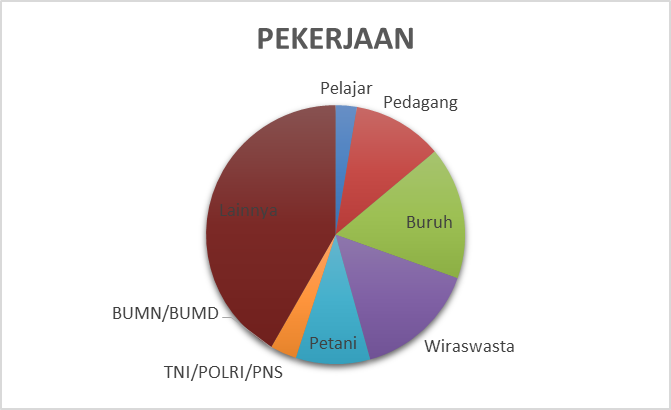 PEKERJAAN
Pelajar
Pedagang
Buruh
Wiraswasta
Petani
TNI/POLRI/PNS
BUMN/BUMD
Lainnya